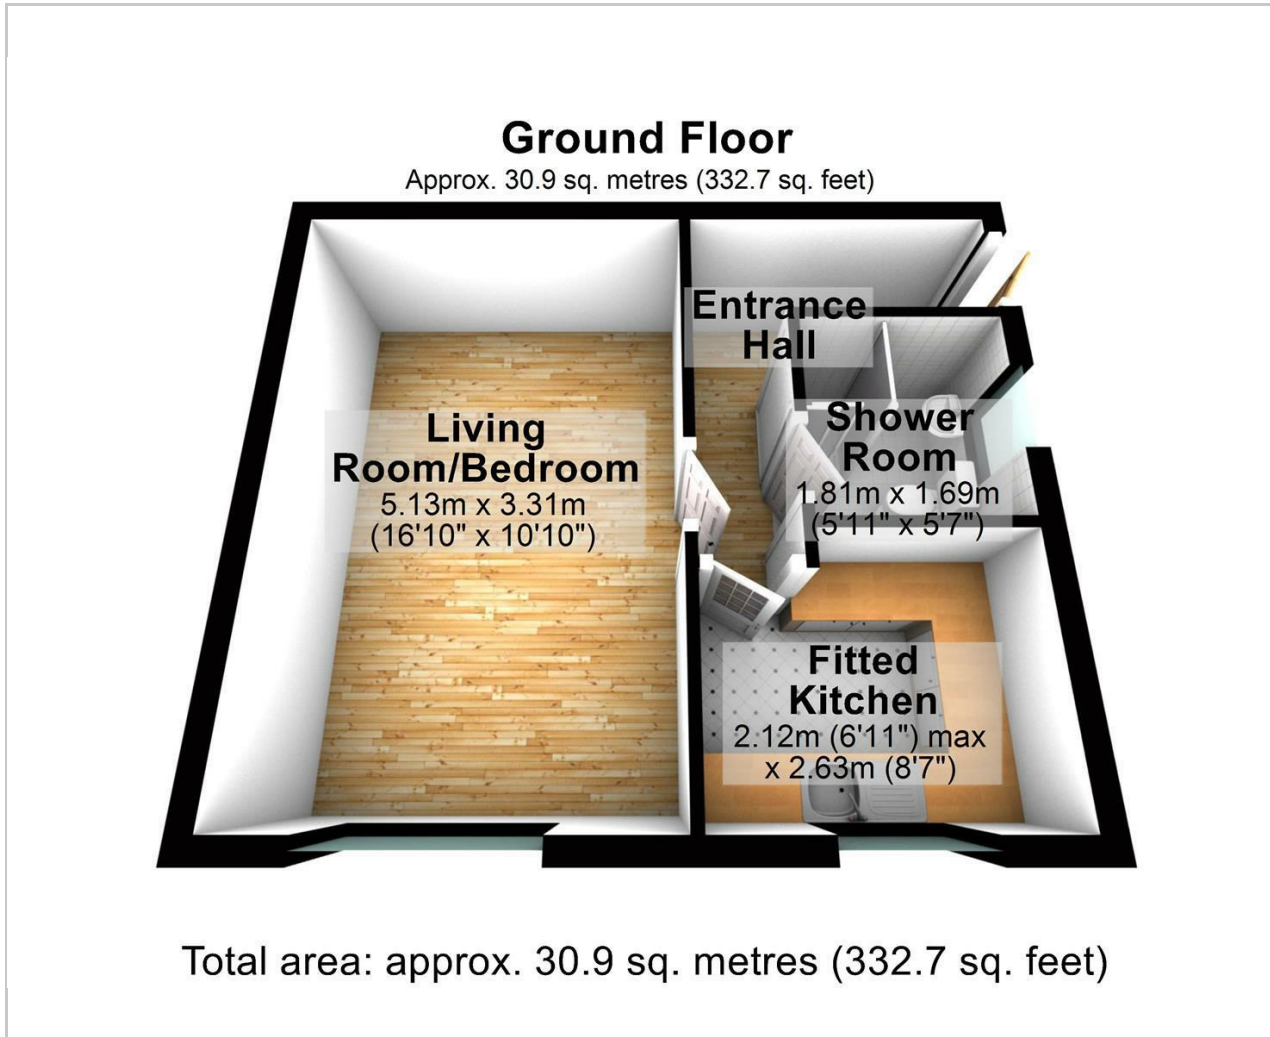 Ground Floor
Approx. 30.9 sq. metres (332.7 sq. feet)
Entrance
Hall
Living
Room/Bedroom
5.13m x 3.31m
(16'10" x 10'10")
Shower
Room
1.81m x 1.69m
(5'11" x 5'7")
Fitted
Kitchen
2.12m (6'11") max
x 2.63m (8'7")
Total area: approx. 30.9 sq. metres (332.7 sq. feet)